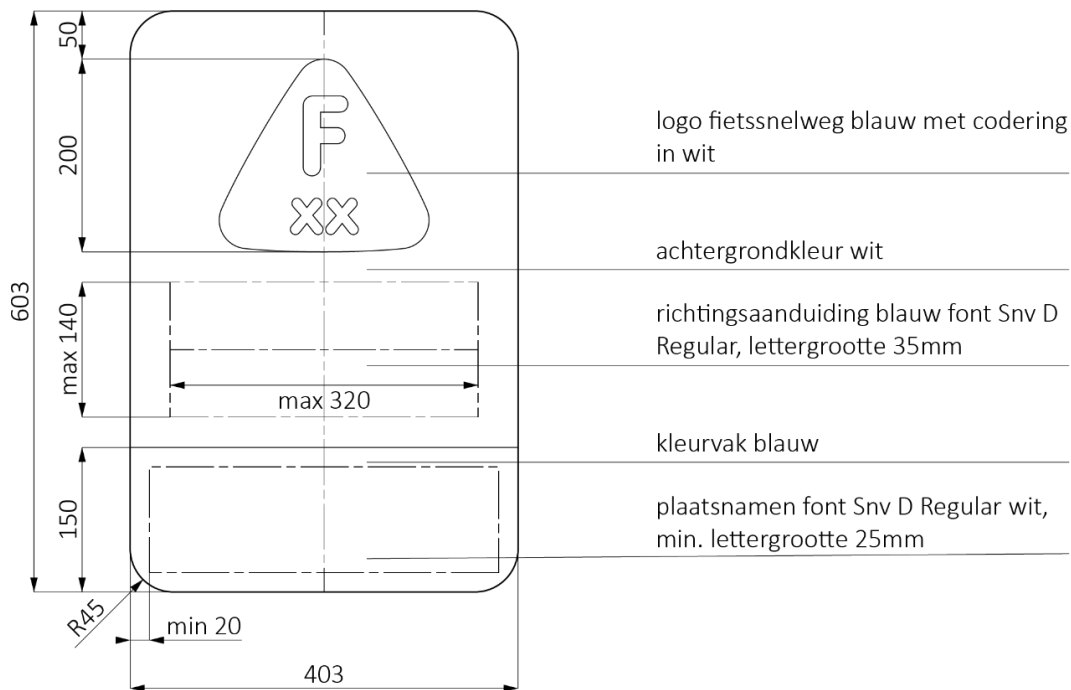 50
F
200
xx
logo fietssnelweg blauw met codering
in wit
achtergrondkleur wit
603
max 140
richtingsaanduiding blauw font Snv D
Regular, lettergrootte 35mm
max 320
kleurvak blauw
150
plaatsnamen font Snv D Regular wit,
min. lettergrootte 25mm
R45
min 20
403